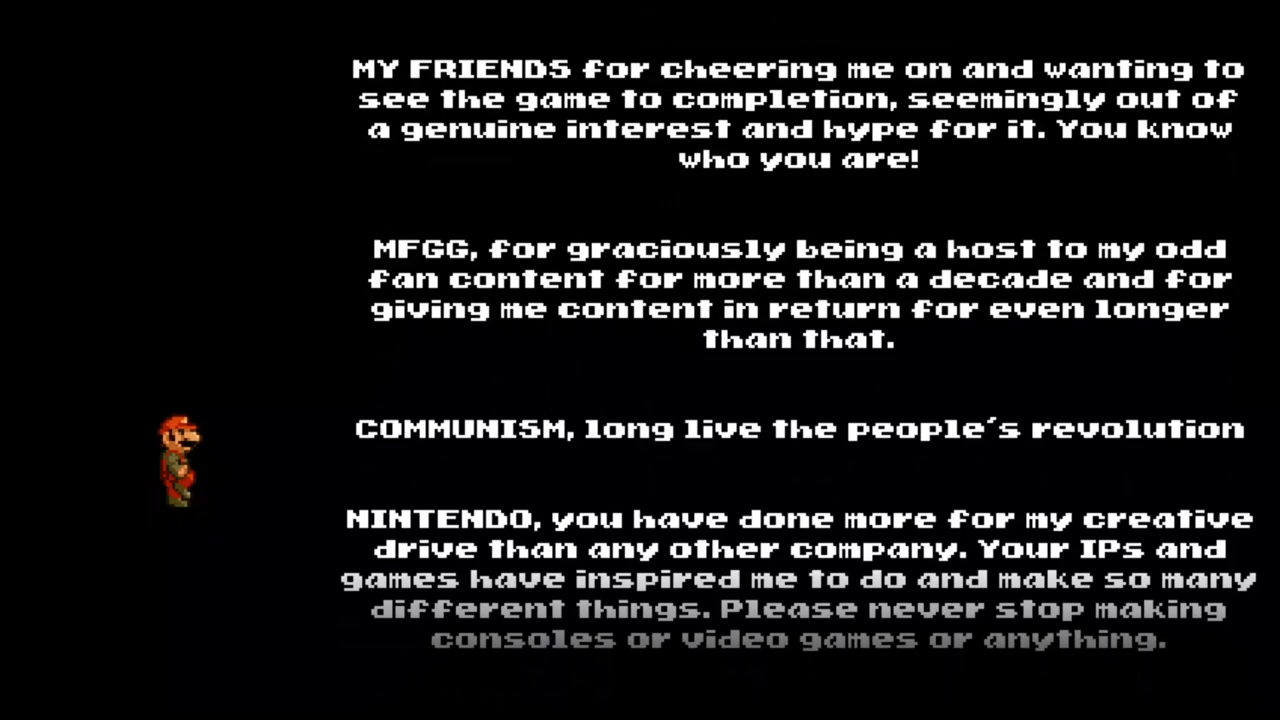 MY FRIENDS for cheering me on and wanting to
see the game to completion, seemingly out of
a genuine interest and hype for it. You know
who you are!
MFGG, for graciously being a host to my odd
fan content for more than a decade and for
giving me content in return for even longer
than that.
COMMUNISM, long live the people's revolution
NINTENDO, you have done more for my creative
drive than any other company. Your IPs and
games have inspired me to do and make so many
different things. Please never stop making
consoles or video games or anything.